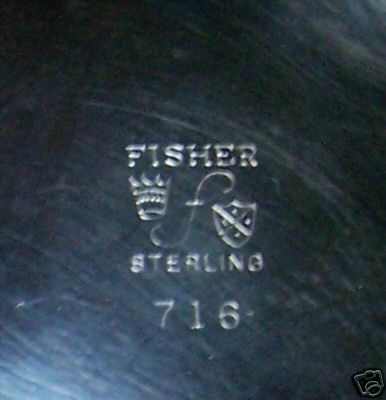 FISHER
f
STERLING
716